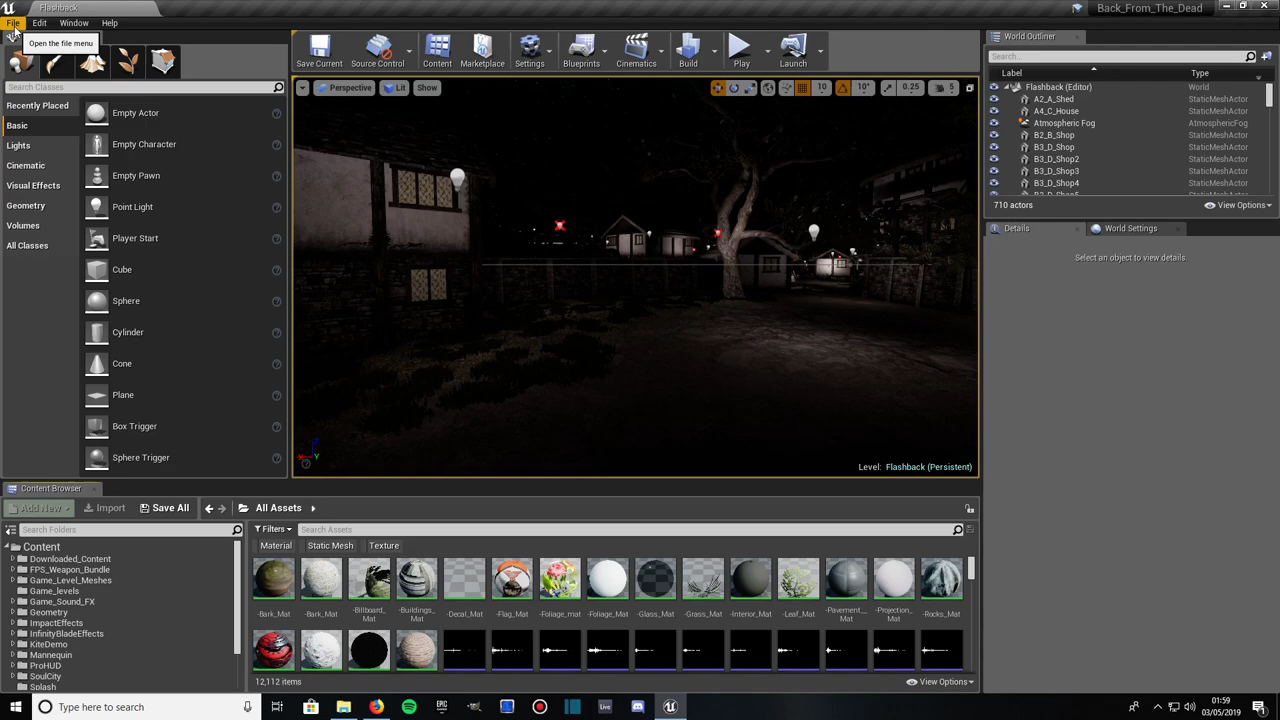 Flashback
Back_From_The_Dead
File Edit Window Help
Open the file menu
Save Current Source Control Content Marketplace Settings Blueprints Cinematics Build Play Launch
World Outliner
Search...
Label Type
Flashback (Editor) World
A2_A_Shed StaticMeshActor
A4_C_House StaticMeshActor
Atmospheric Fog AtmosphericFog
B2_B_Shop StaticMeshActor
B3_D_Shop StaticMeshActor
B3_D_Shop2 StaticMeshActor
B3_D_Shop3 StaticMeshActor
B3_D_Shop4 StaticMeshActor
710 actors View Options
Details World Settings
Select an object to view details.
Search Classes
Recently Placed
Basic
Lights
Cinematic
Visual Effects
Geometry
Volumes
All Classes
Empty Actor
Empty Character
Empty Pawn
Point Light
Player Start
Cube
Sphere
Cylinder
Cone
Plane
Box Trigger
Sphere Trigger
Perspective Lit Show 10 10° 0.25 5
Level: Flashback (Persistent)
Content Browser
Add New Import Save All All Assets
Search Folders
Filters Search Assets
Material Static Mesh Texture
Content
Downloaded_Content
FPS_Weapon_Bundle
Game_Level_Meshes
Game_levels
Game_Sound_FX
Geometry
ImpactEffects
InfinityBladeEffects
KiteDemo
Mannequin
ProHUD
SoulCity
Splash
-Bark_Mat -Bark_Mat -Billboard_Mat -Buildings_Mat -Decal_Mat -Flag_Mat -Foliage_mat -Foliage_Mat -Glass_Mat -Grass_Mat -Interior_Mat -Leaf_Mat -Pavement_Mat -Projection_Mat -Rocks_Mat
12,112 items View Options
Type here to search
EPIC
Live
01:59
03/05/2019